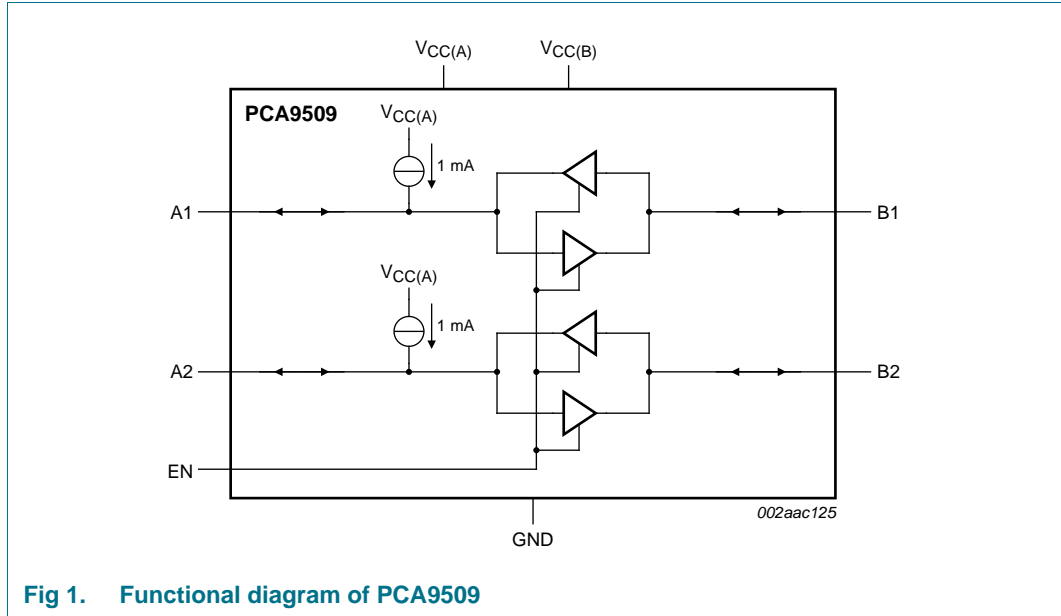 VCC(A) VCC(B)
PCA9509
VCC(A)
1 mA
A1 B1
VCC(A)
1 mA
A2 B2
EN
002aac125
GND
Fig 1. Functional diagram of PCA9509